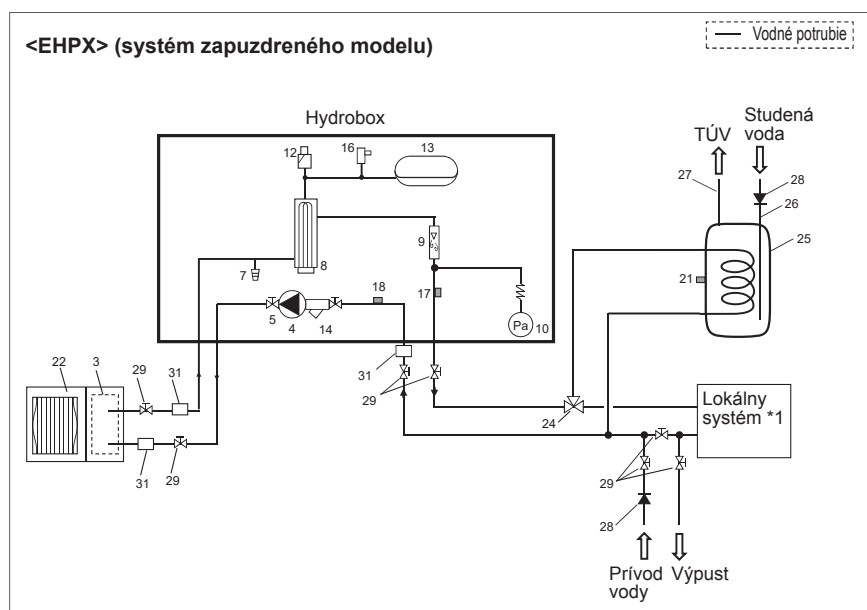 <EHPX> (systém zapuzdreného modelu)
Vodné potrubie
Hydrobox
TÚV
Studená
voda
12
16
13
27
28
26
9
25
7
8
21
18
17
5
4
14
Pa
10
22
3
29
31
31
29
24
Lokálny
systém *1
31
29
29
28
Prívod
vody
Výpust